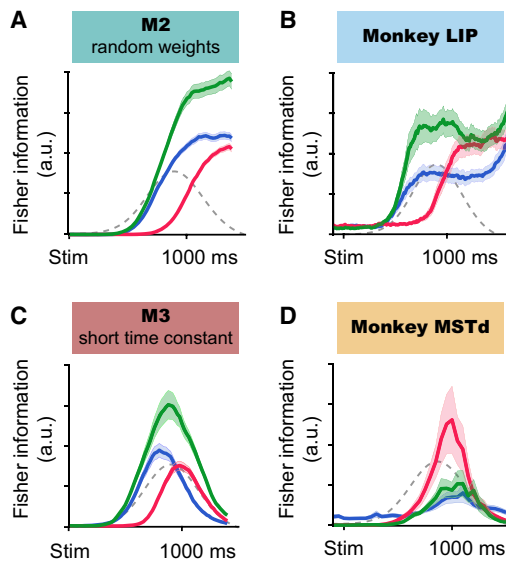 A
M2
random weights
Fisher information
(a.u.)
Stim
1000 ms
B
Monkey LIP
Fisher information
(a.u.)
Stim
1000 ms
C
M3
short time constant
Fisher information
(a.u.)
Stim
1000 ms
D
Monkey MSTd
Fisher information
(a.u.)
Stim
1000 ms